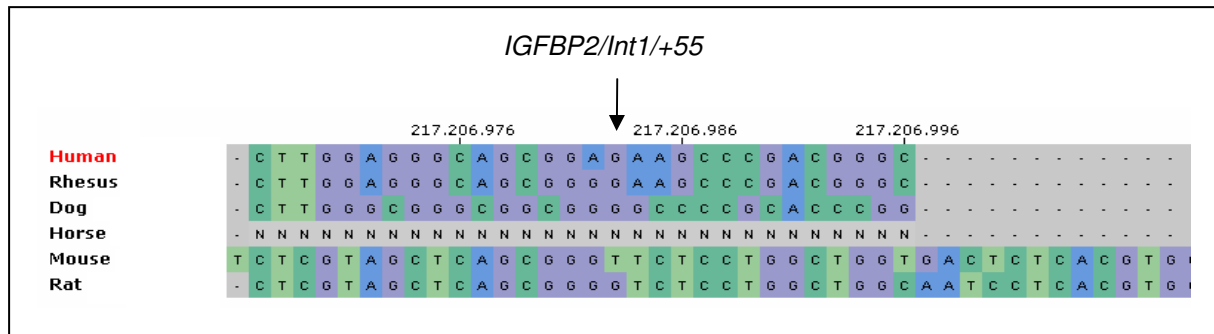 IGFBP2/Int1/+55
217.206.976 217.206.986 217.206.996
Human - C T T G G A G G G C A G C G G A G A A G C C C G A C G G G C - - - - - - - - - - - -
Rhesus - C T T G G A G G G C A G C G G G G A A G C C C G A C G G G C - - - - - - - - - - - -
Dog - C T T G G G C G G G C G G C G G G G C C C C G C A C C C G G - - - - - - - - - - - -
Horse - N N N N N N N N N N N N N N N N N N N N N N N N N N N N N N - - - - - - - - - - - -
Mouse T C T C G T A G C T C A G C G G G T T C T C C T G G C T G G T G A C T C T C A C G T G
Rat - C T C G T A G C T C A G C G G G G T C T C C T G G C T G G C A A T C C T C A C G T G